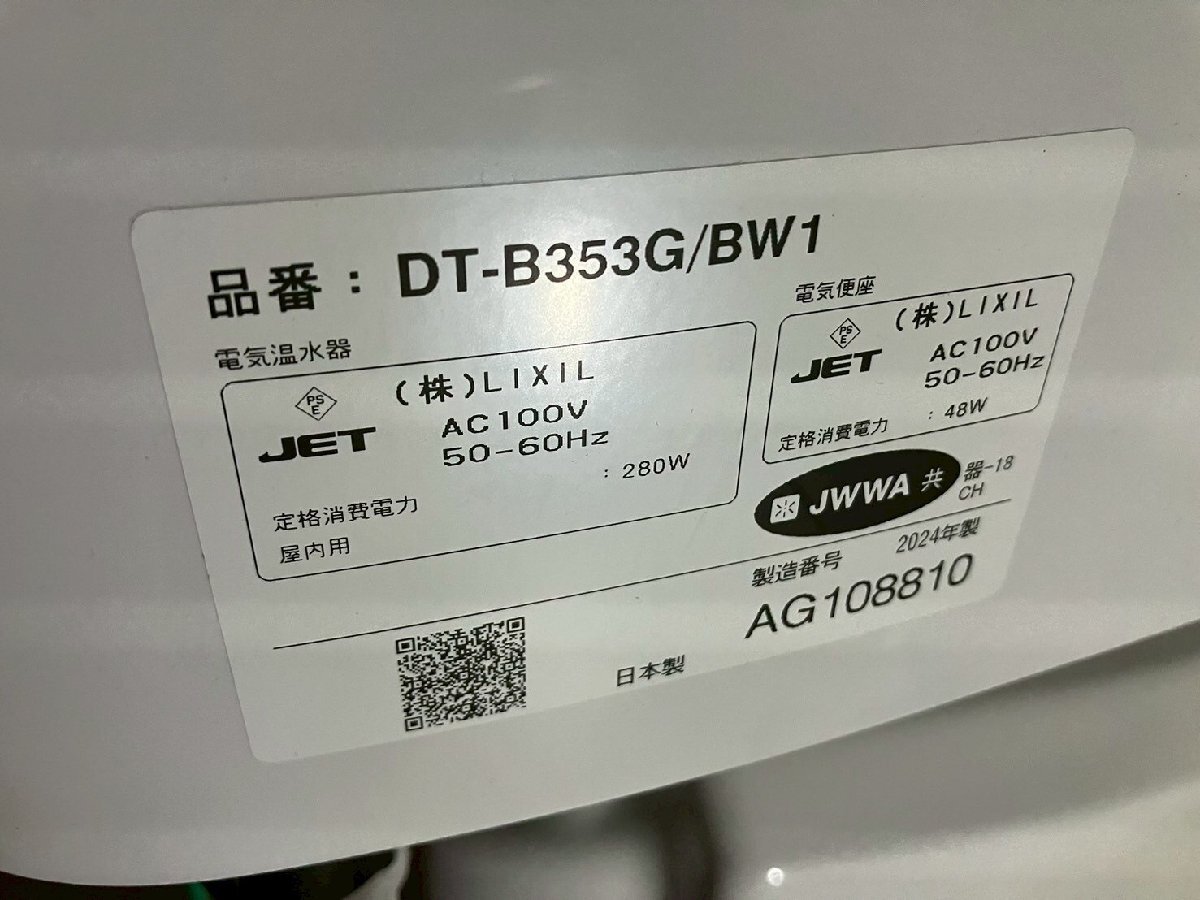 品番：DT-B353G/BW1
電気温水器
PS
E
JET
(株)LIXIL
AC100V
50-60Hz
定格消費電力 : 280W
屋内用
電気便座
PS
E
JET
(株)LIXIL
AC100V
50-60Hz
定格消費電力 : 48W
JWWA 共
器-18
CH
製造番号 2024年製
AG108810
日本製